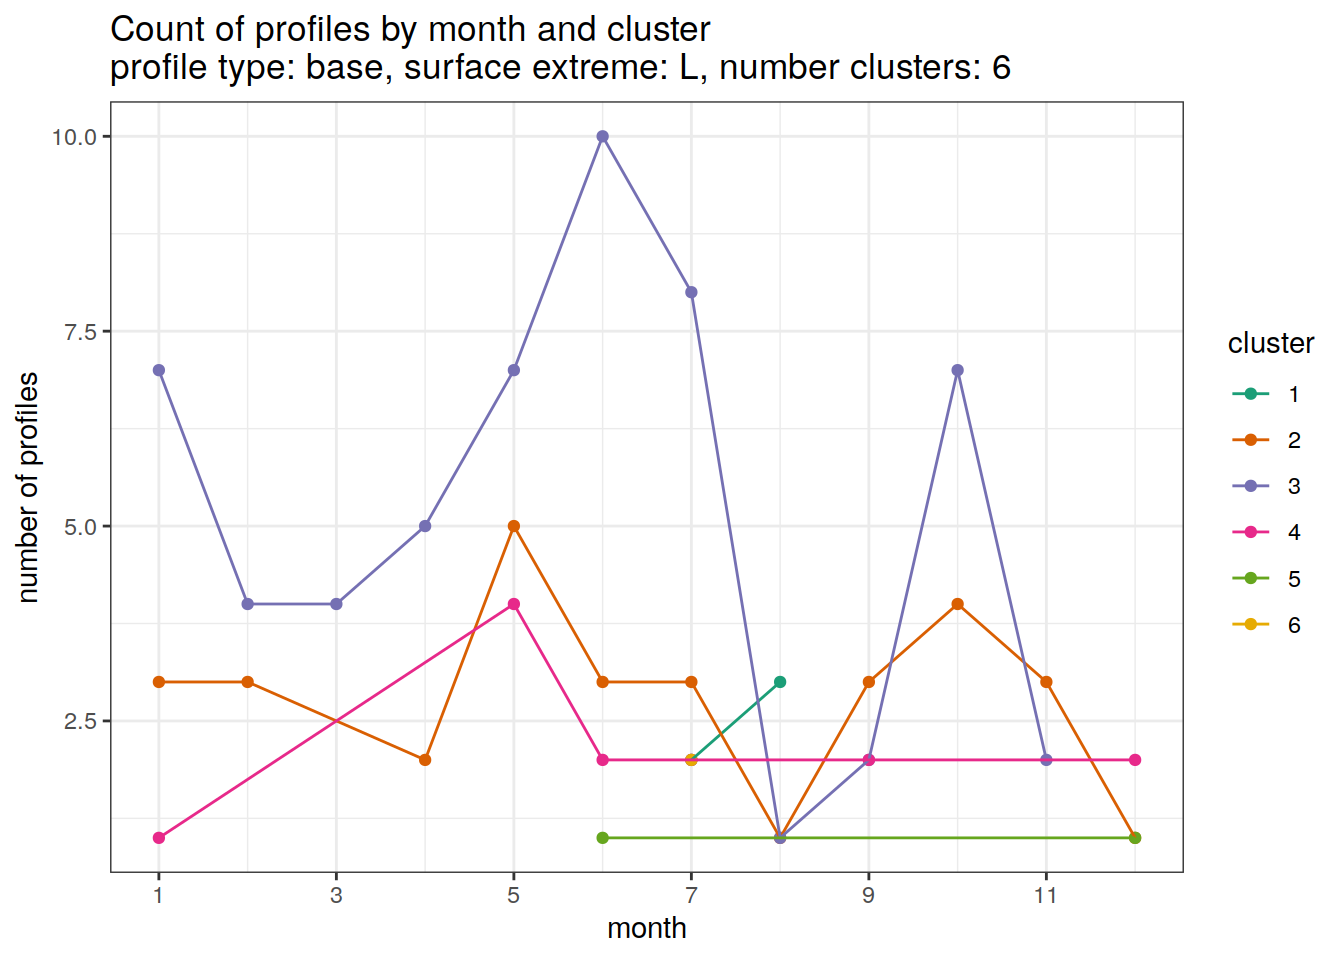 Count of profiles by month and cluster
profile type: base, surface extreme: L, number clusters: 6
10.0
7.5
5.0
2.5
number of profiles
1 3 5 7 9 11
month
cluster
1
2
3
4
5
6